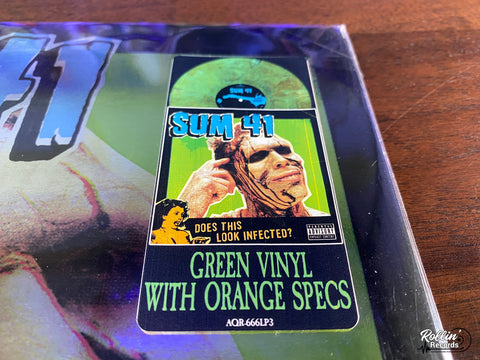 41
SUM 41
SUM 41
DOES THIS
LOOK INFECTED?
PARENTAL
ADVISORY
EXPLICIT CONTENT
GREEN VINYL
WITH ORANGE SPECS
AQR-666LP3
Rollin'
Records